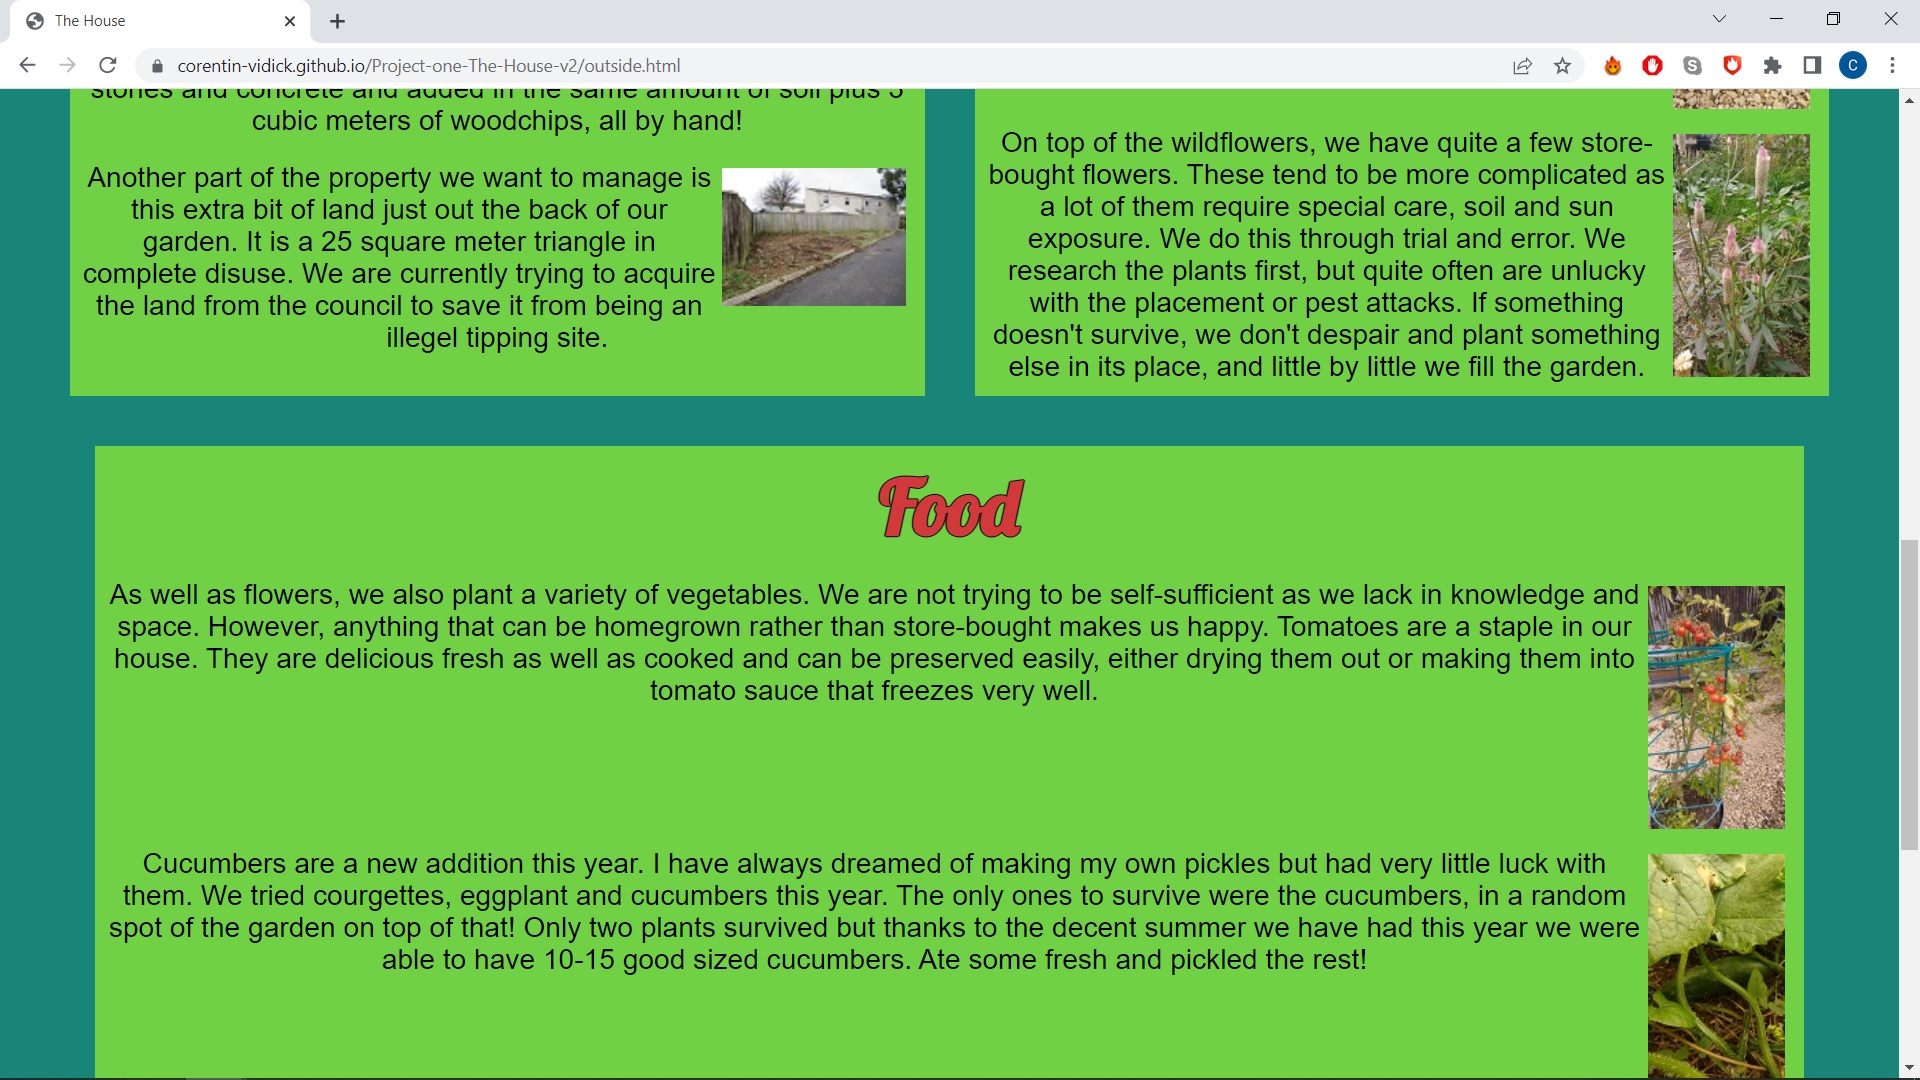 The House
corentin-vidick.github.io/Project-one-The-House-v2/outside.html
C
stones and concrete and added in the same amount of soil plus 5
cubic meters of woodchips, all by hand!
Another part of the property we want to manage is
this extra bit of land just out the back of our
garden. It is a 25 square meter triangle in
complete disuse. We are currently trying to acquire
the land from the council to save it from being an
illegel tipping site.
On top of the wildflowers, we have quite a few store-
bought flowers. These tend to be more complicated as
a lot of them require special care, soil and sun
exposure. We do this through trial and error. We
research the plants first, but quite often are unlucky
with the placement or pest attacks. If something
doesn't survive, we don't despair and plant something
else in its place, and little by little we fill the garden.
Food
As well as flowers, we also plant a variety of vegetables. We are not trying to be self-sufficient as we lack in knowledge and
space. However, anything that can be homegrown rather than store-bought makes us happy. Tomatoes are a staple in our
house. They are delicious fresh as well as cooked and can be preserved easily, either drying them out or making them into
tomato sauce that freezes very well.
Cucumbers are a new addition this year. I have always dreamed of making my own pickles but had very little luck with
them. We tried courgettes, eggplant and cucumbers this year. The only ones to survive were the cucumbers, in a random
spot of the garden on top of that! Only two plants survived but thanks to the decent summer we have had this year we were
able to have 10-15 good sized cucumbers. Ate some fresh and pickled the rest!